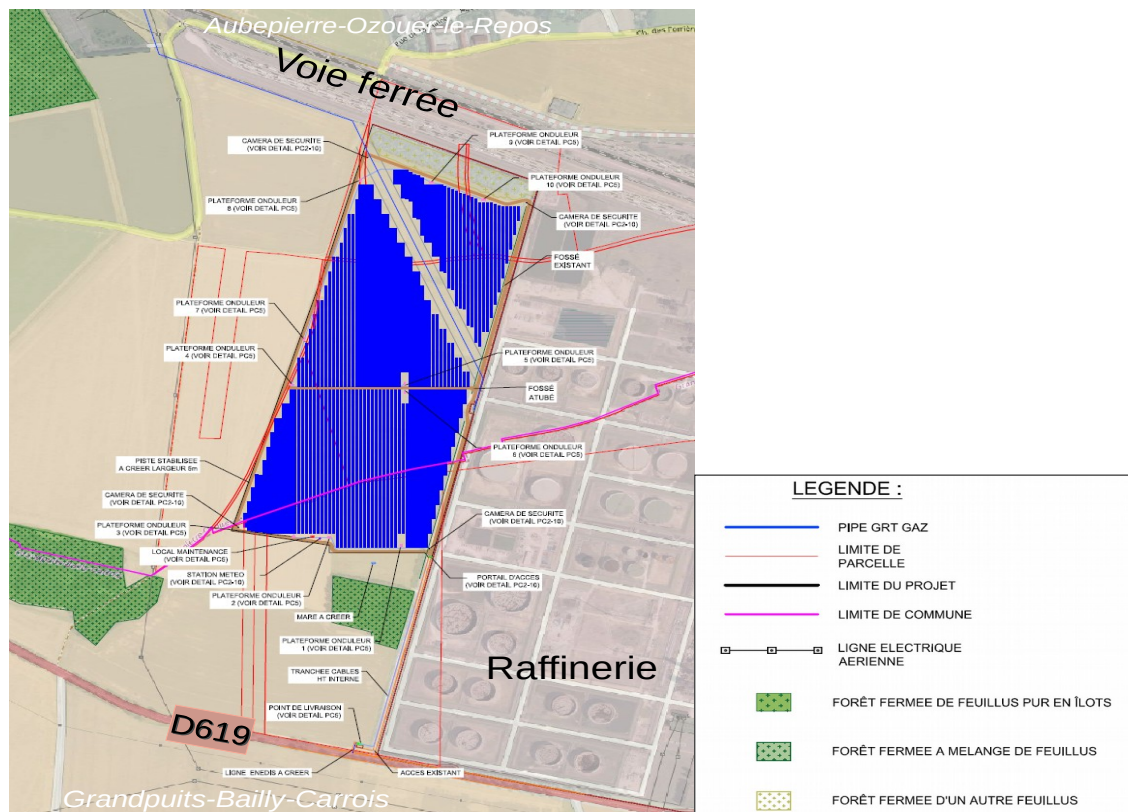 Aubepierre-Ozouer-le-Repos
Voie ferrée
CAMERA DE SECURITE
(VOIR DETAIL PC2-10)
PLATEFORME ONDULEUR
9 (VOIR DETAIL PC5)
PLATEFORME ONDULEUR
10 (VOIR DETAIL PC5)
PLATEFORME ONDULEUR
8 (VOIR DETAIL PC5)
CAMERA DE SECURITE
(VOIR DETAIL PC2-10)
FOSSÉ
EXISTANT
PLATEFORME ONDULEUR
7 (VOIR DETAIL PC5)
PLATEFORME ONDULEUR
4 (VOIR DETAIL PC5)
PLATEFORME ONDULEUR
5 (VOIR DETAIL PC5)
FOSSÉ
ATUBÉ
PLATEFORME ONDULEUR
6 (VOIR DETAIL PC5)
PISTE STABILISEE
A CREER LARGEUR 5m
CAMERA DE SECURITE
(VOIR DETAIL PC2-10)
PLATEFORME ONDULEUR
3 (VOIR DETAIL PC5)
CAMERA DE SECURITE
(VOIR DETAIL PC2-10)
LOCAL MAINTENANCE
(VOIR DETAIL PC5)
STATION METEO
(VOIR DETAIL PC2-10)
PORTAIL D'ACCES
(VOIR DETAIL PC2-10)
PLATEFORME ONDULEUR
2 (VOIR DETAIL PC5)
MARE A CREER
PLATEFORME ONCULEUR
1 (VOIR DETAIL PC5)
TRANCHEE CABLES
HT INTERNE
Raffinerie
POINT DE LIVRAISON
(VOIR DETAIL PC5)
D619
LIGNE ENEDIS A CREER
ACCES EXISTANT
Grandpuits-Bailly-Carrois
LEGENDE :
PIPE GRT GAZ
LIMITE DE
PARCELLE
LIMITE DU PROJET
LIMITE DE COMMUNE
LIGNE ELECTRIQUE
AERIENNE
FORÊT FERMEE DE FEUILLUS PUR EN ÎLOTS
FORÊT FERMEE A MELANGE DE FEUILLUS
FORÊT FERMEE D'UN AUTRE FEUILLUS